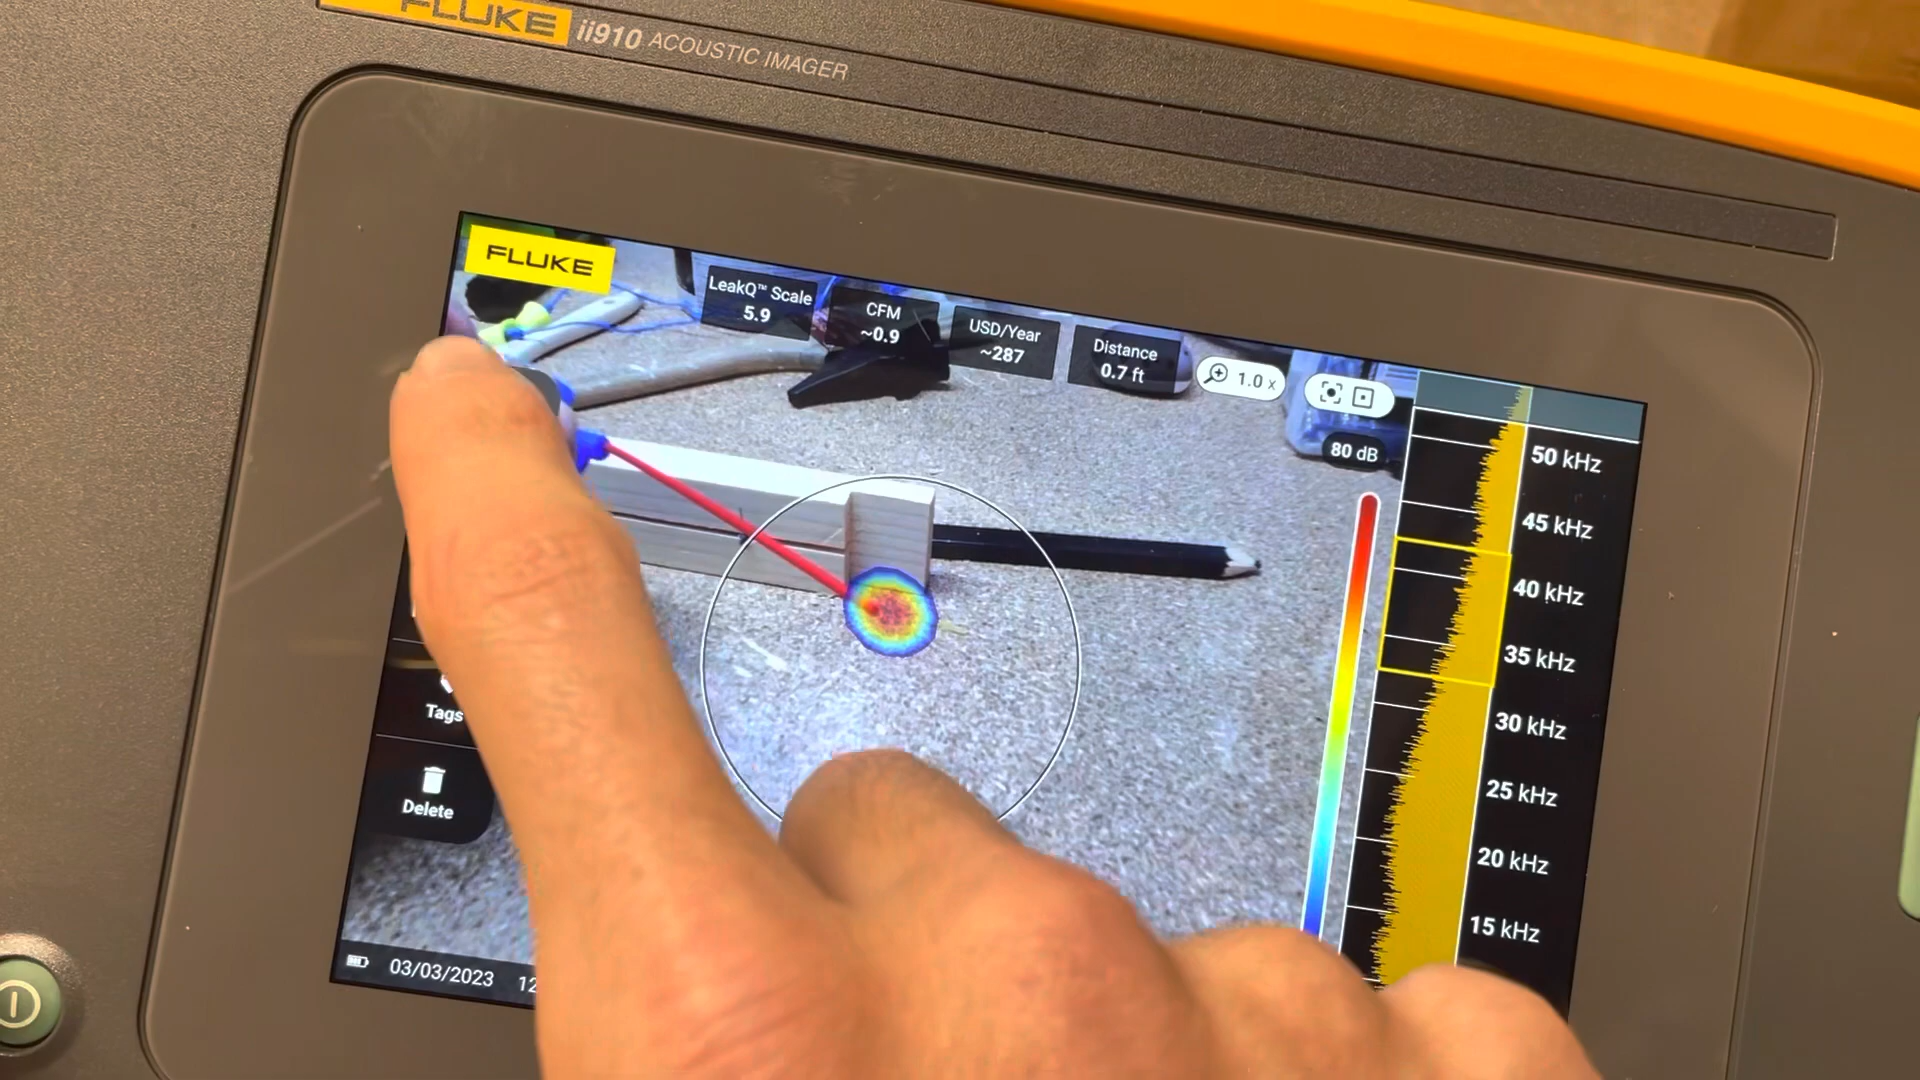 FLUKE ii910 ACOUSTIC IMAGER
FLUKE
LeakQ™ Scale
5.9
CFM
~0.9
USD/Year
~287
Distance
0.7 ft
1.0 x
80 dB
50 kHz
45 kHz
40 kHz
35 kHz
30 kHz
25 kHz
20 kHz
15 kHz
Tags
Delete
03/03/2023 12